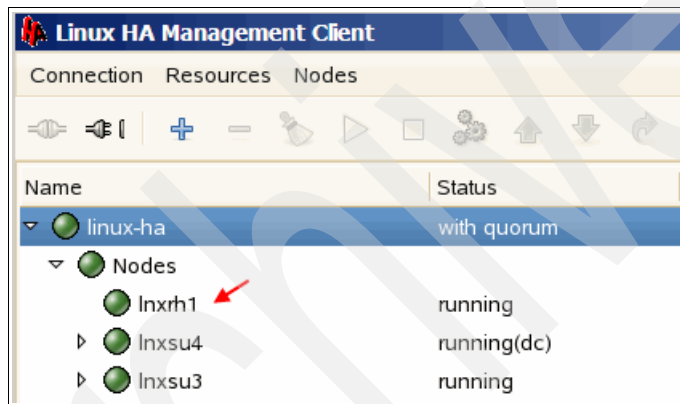 Linux HA Management Client
Connection Resources Nodes
Name Status
linux-ha with quorum
Nodes
lnxrh1 running
lnxsu4 running(dc)
lnxsu3 running